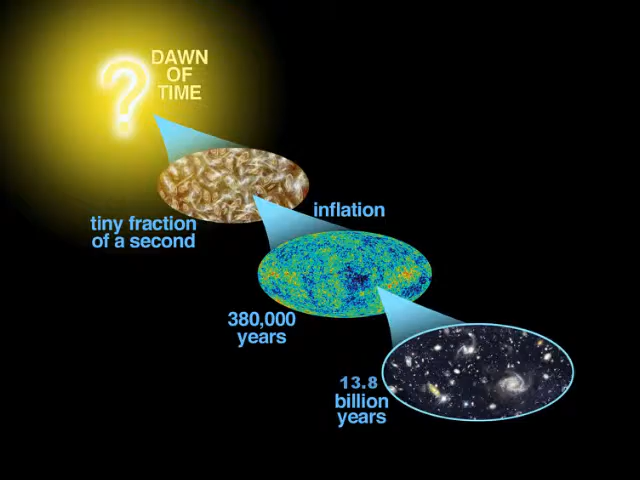 ?
DAWN
OF
TIME
tiny fraction
of a second
inflation
380,000
years
13.8
billion
years